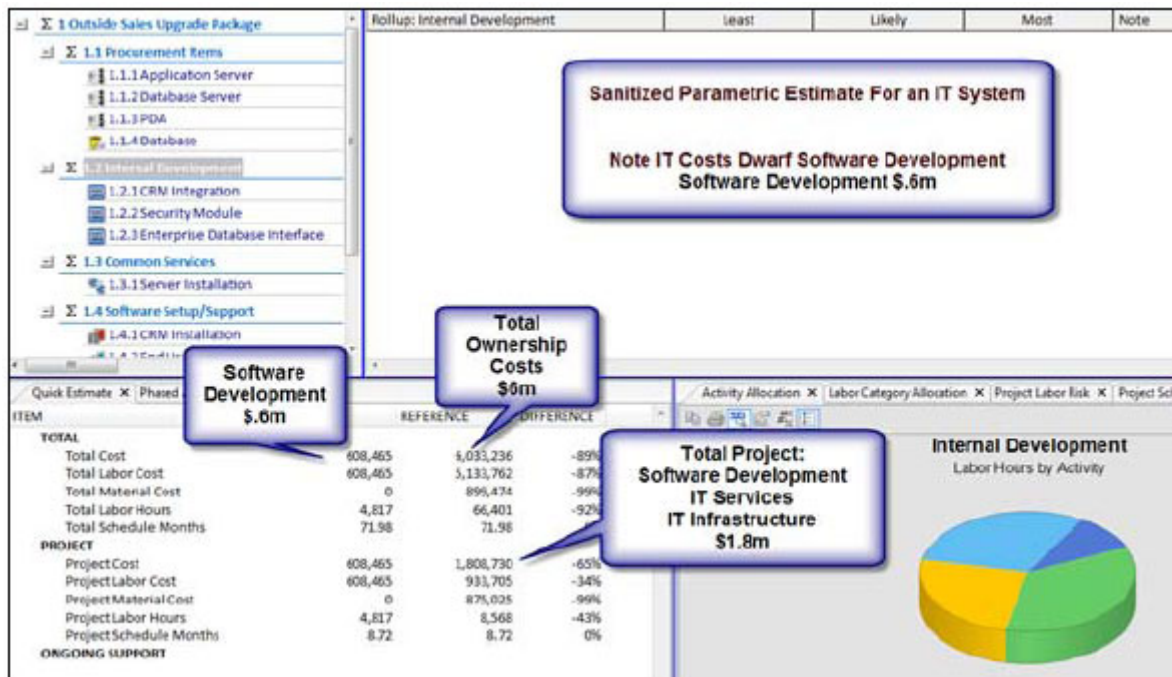 Σ 1 Outside Sales Upgrade Package
Σ 1.1 Procurement Items
1.1.1 Application Server
1.1.2 Database Server
1.1.3 PDA
1.1.4 Database
Σ 1.2 Internal Development
1.2.1 CRM Integration
1.2.2 Security Module
1.2.3 Enterprise Database Interface
Σ 1.3 Common Services
1.3.1 Server Installation
Σ 1.4 Software Setup/Support
1.4.1 CRM Installation
Rollup: Internal Development Least Likely Most Note
Sanitized Parametric Estimate For an IT System
Note IT Costs Dwarf Software Development
Software Development $.6m
Total
Ownership
Costs
$6m
Software
Development
$.6m
Total Project:
Software Development
IT Services
IT Infrastructure
$1.8m
Quick Estimate Phased
ITEM REFERENCE DIFFERENCE
TOTAL
Total Cost 608,465 6,033,236 -89%
Total Labor Cost 608,465 5,133,762 -87%
Total Material Cost 0 899,474 -99%
Total Labor Hours 4,817 66,401 -92%
Total Schedule Months 71.98 71.98
PROJECT
Project Cost 608,465 1,808,730 -65%
Project Labor Cost 608,465 933,705 -34%
Project Material Cost 0 875,025 -99%
Project Labor Hours 4,817 8,568 -43%
Project Schedule Months 8.72 8.72 0%
ONGOING SUPPORT
Activity Allocation Labor Category Allocation Project Labor Risk Project
Internal Development
Labor Hours by Activity